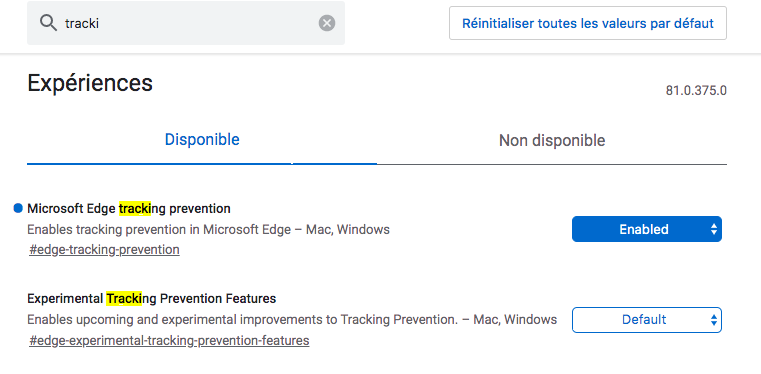 tracki
Réinitialiser toutes les valeurs par défaut
Expériences
81.0.375.0
Disponible
Non disponible
Microsoft Edge tracking prevention
Enables tracking prevention in Microsoft Edge – Mac, Windows
Enabled
#edge-tracking-prevention
Experimental Tracking Prevention Features
Enables upcoming and experimental improvements to Tracking Prevention. – Mac, Windows
Default
#edge-experimental-tracking-prevention-features